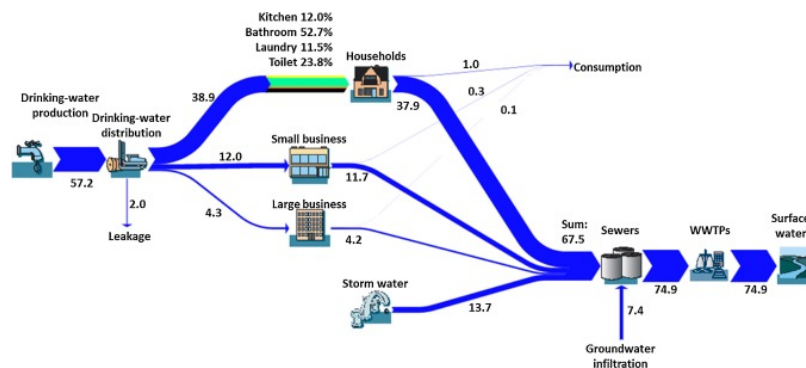 Kitchen 12.0%
Bathroom 52.7%
Laundry 11.5%
Toilet 23.8%
Households
1.0
Consumption
38.9
37.9
0.3
0.1
Drinking-water
production
Drinking-water
distribution
57.2
2.0
Leakage
12.0
Small business
11.7
4.3
Large business
4.2
Sum:
67.5
Sewers
WWTPs
Surface
water
Storm water
13.7
74.9
74.9
7.4
Groundwater
infiltration